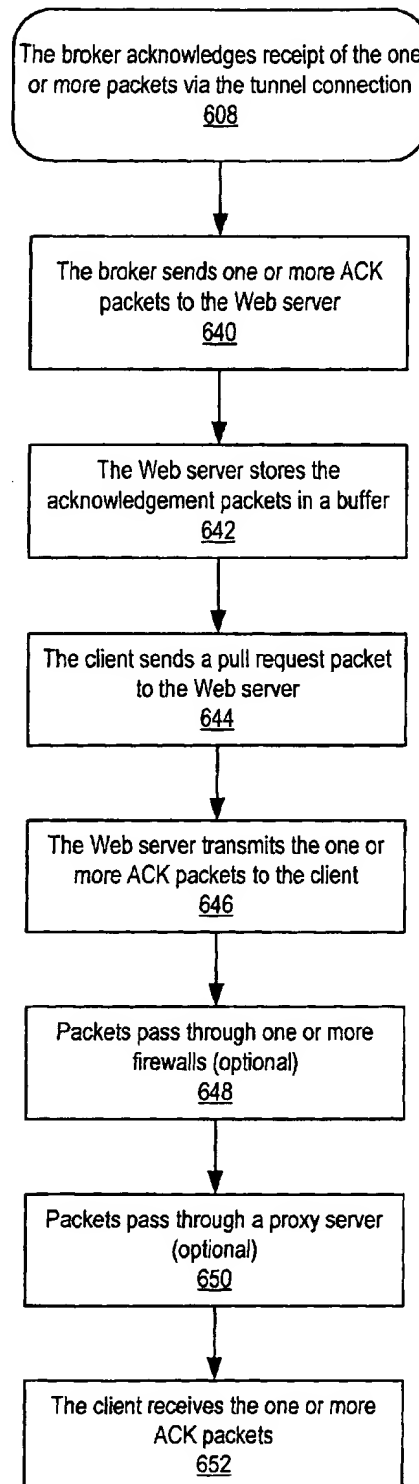 The broker acknowledges receipt of the one
or more packets via the tunnel connection
608
The broker sends one or more ACK
packets to the Web server
640
The Web server stores the
acknowledgement packets in a buffer
642
The client sends a pull request packet
to the Web server
644
The Web server transmits the one or
more ACK packets to the client
646
Packets pass through one or more
firewalls (optional)
648
Packets pass through a proxy server
(optional)
650
The client receives the one or more
ACK packets
652